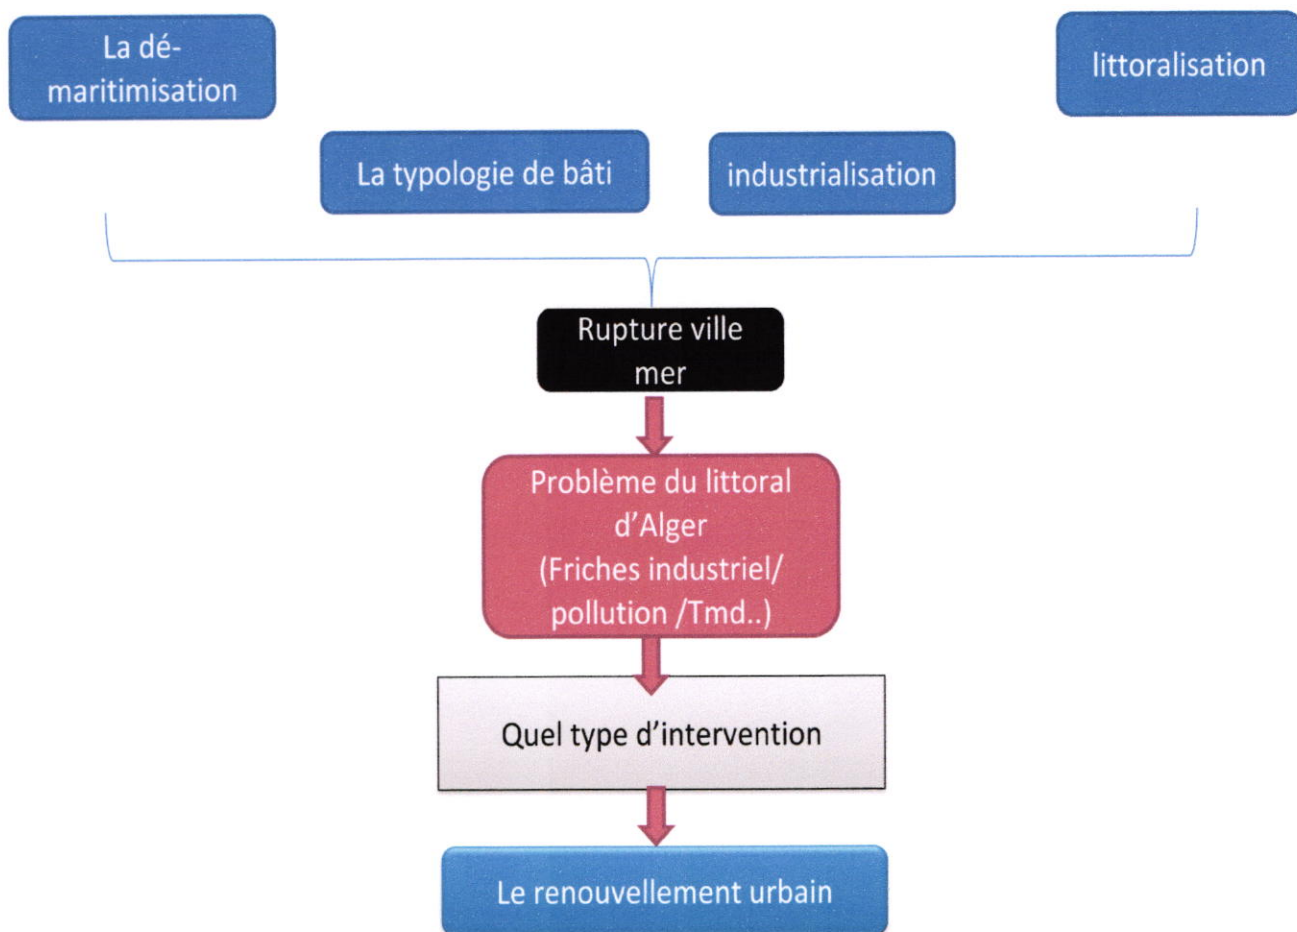 La dé-
maritimisation
littoralisation
La typologie de bâti
industrialisation
Rupture ville
mer
Problème du littoral
d’Alger
(Friches industriel/
pollution /Tmd..)
Quel type d’intervention
Le renouvellement urbain